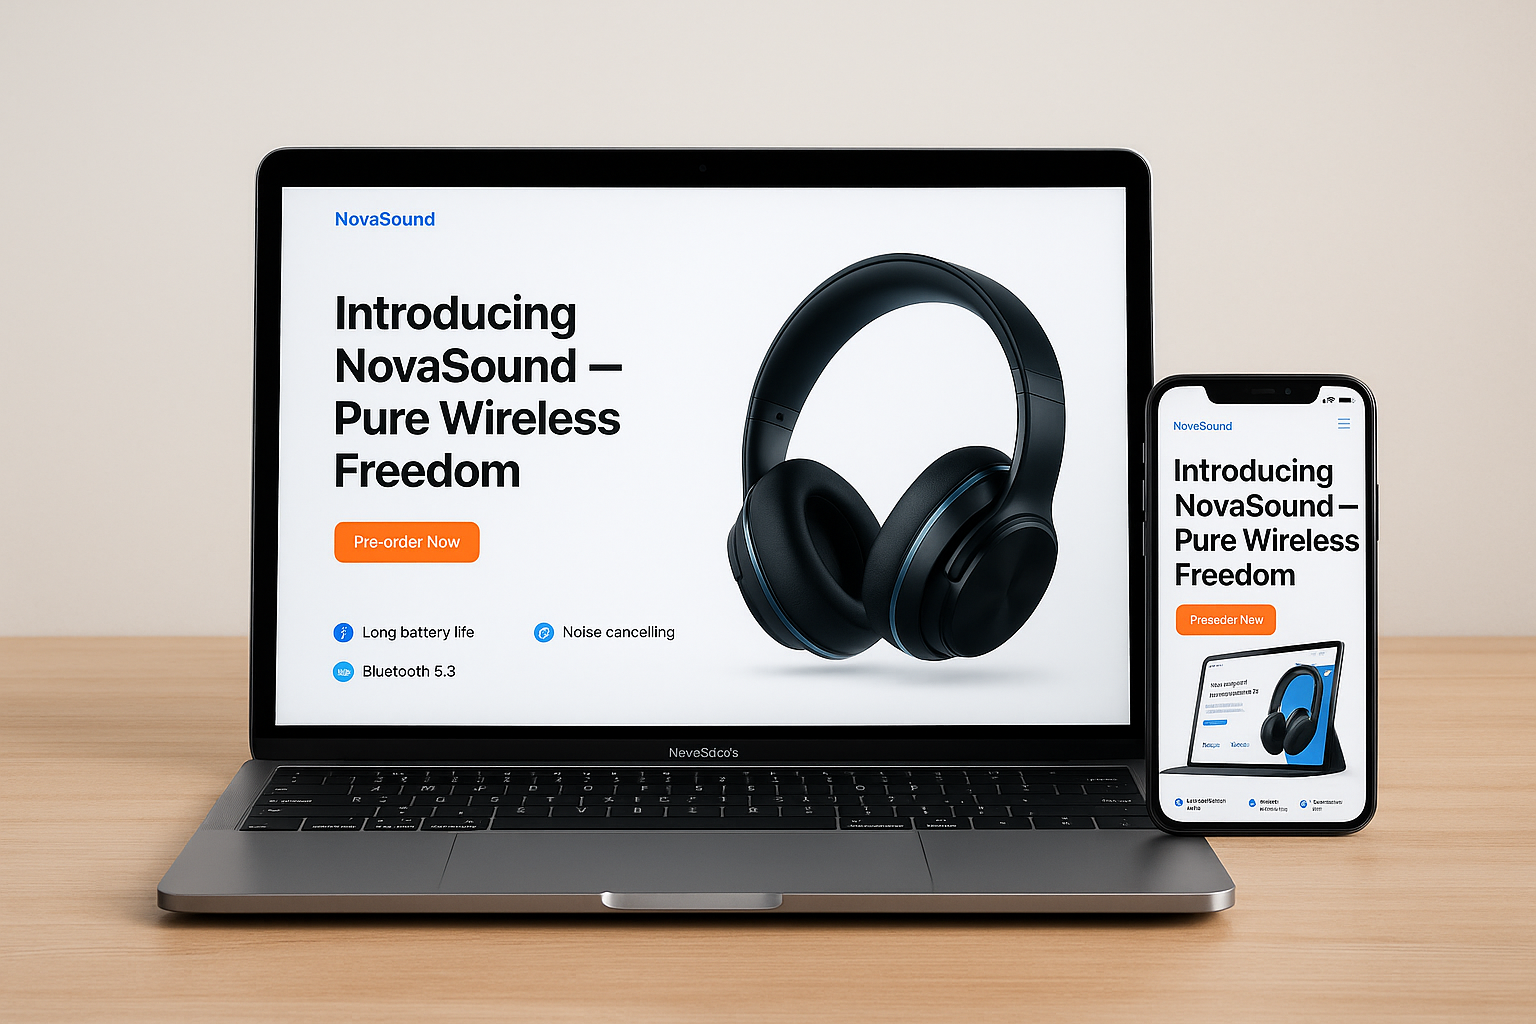 NovaSound
Introducing
NovaSound —
Pure Wireless
Freedom
Pre-order Now
Long battery life
Noise cancelling
Bluetooth 5.3
NeveSdco's
NoveSound
Introducing
NovaSound —
Pure Wireless
Freedom
Preseder New